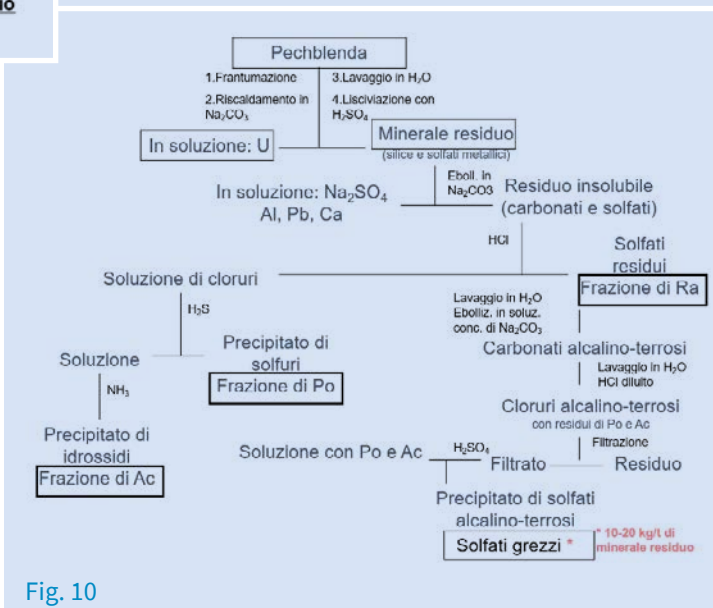 Pechblenda
1.Frantumazione
2.Riscaldamento in
Na₂CO₃
3.Lavaggio in H₂O
4.Lisciviazione con
H₂SO₄
In soluzione: U
Minerale residuo
(silice e solfati metallici)
Eboll. in
Na₂CO3
In soluzione: Na₂SO₄
Al, Pb, Ca
Residuo insolubile
(carbonati e solfati)
HCl
Soluzione di cloruri
Solfati
residui
Frazione di Ra
H₂S
Lavaggio in H₂O
Ebolliz. in soluz.
conc. di Na₂CO₃
Soluzione
Precipitato di
solfuri
Frazione di Po
Carbonati alcalino-terrosi
NH₃
Lavaggio in H₂O
HCl diluito
Precipitato di
idrossidi
Frazione di Ac
Cloruri alcalino-terrosi
con residui di Po e Ac
Filtrazione
Soluzione con Po e Ac
H₂SO₄
Filtrato
Residuo
Precipitato di solfati
alcalino-terrosi
Solfati grezzi *
* 10-20 kg/t di
minerale residuo
Fig. 10